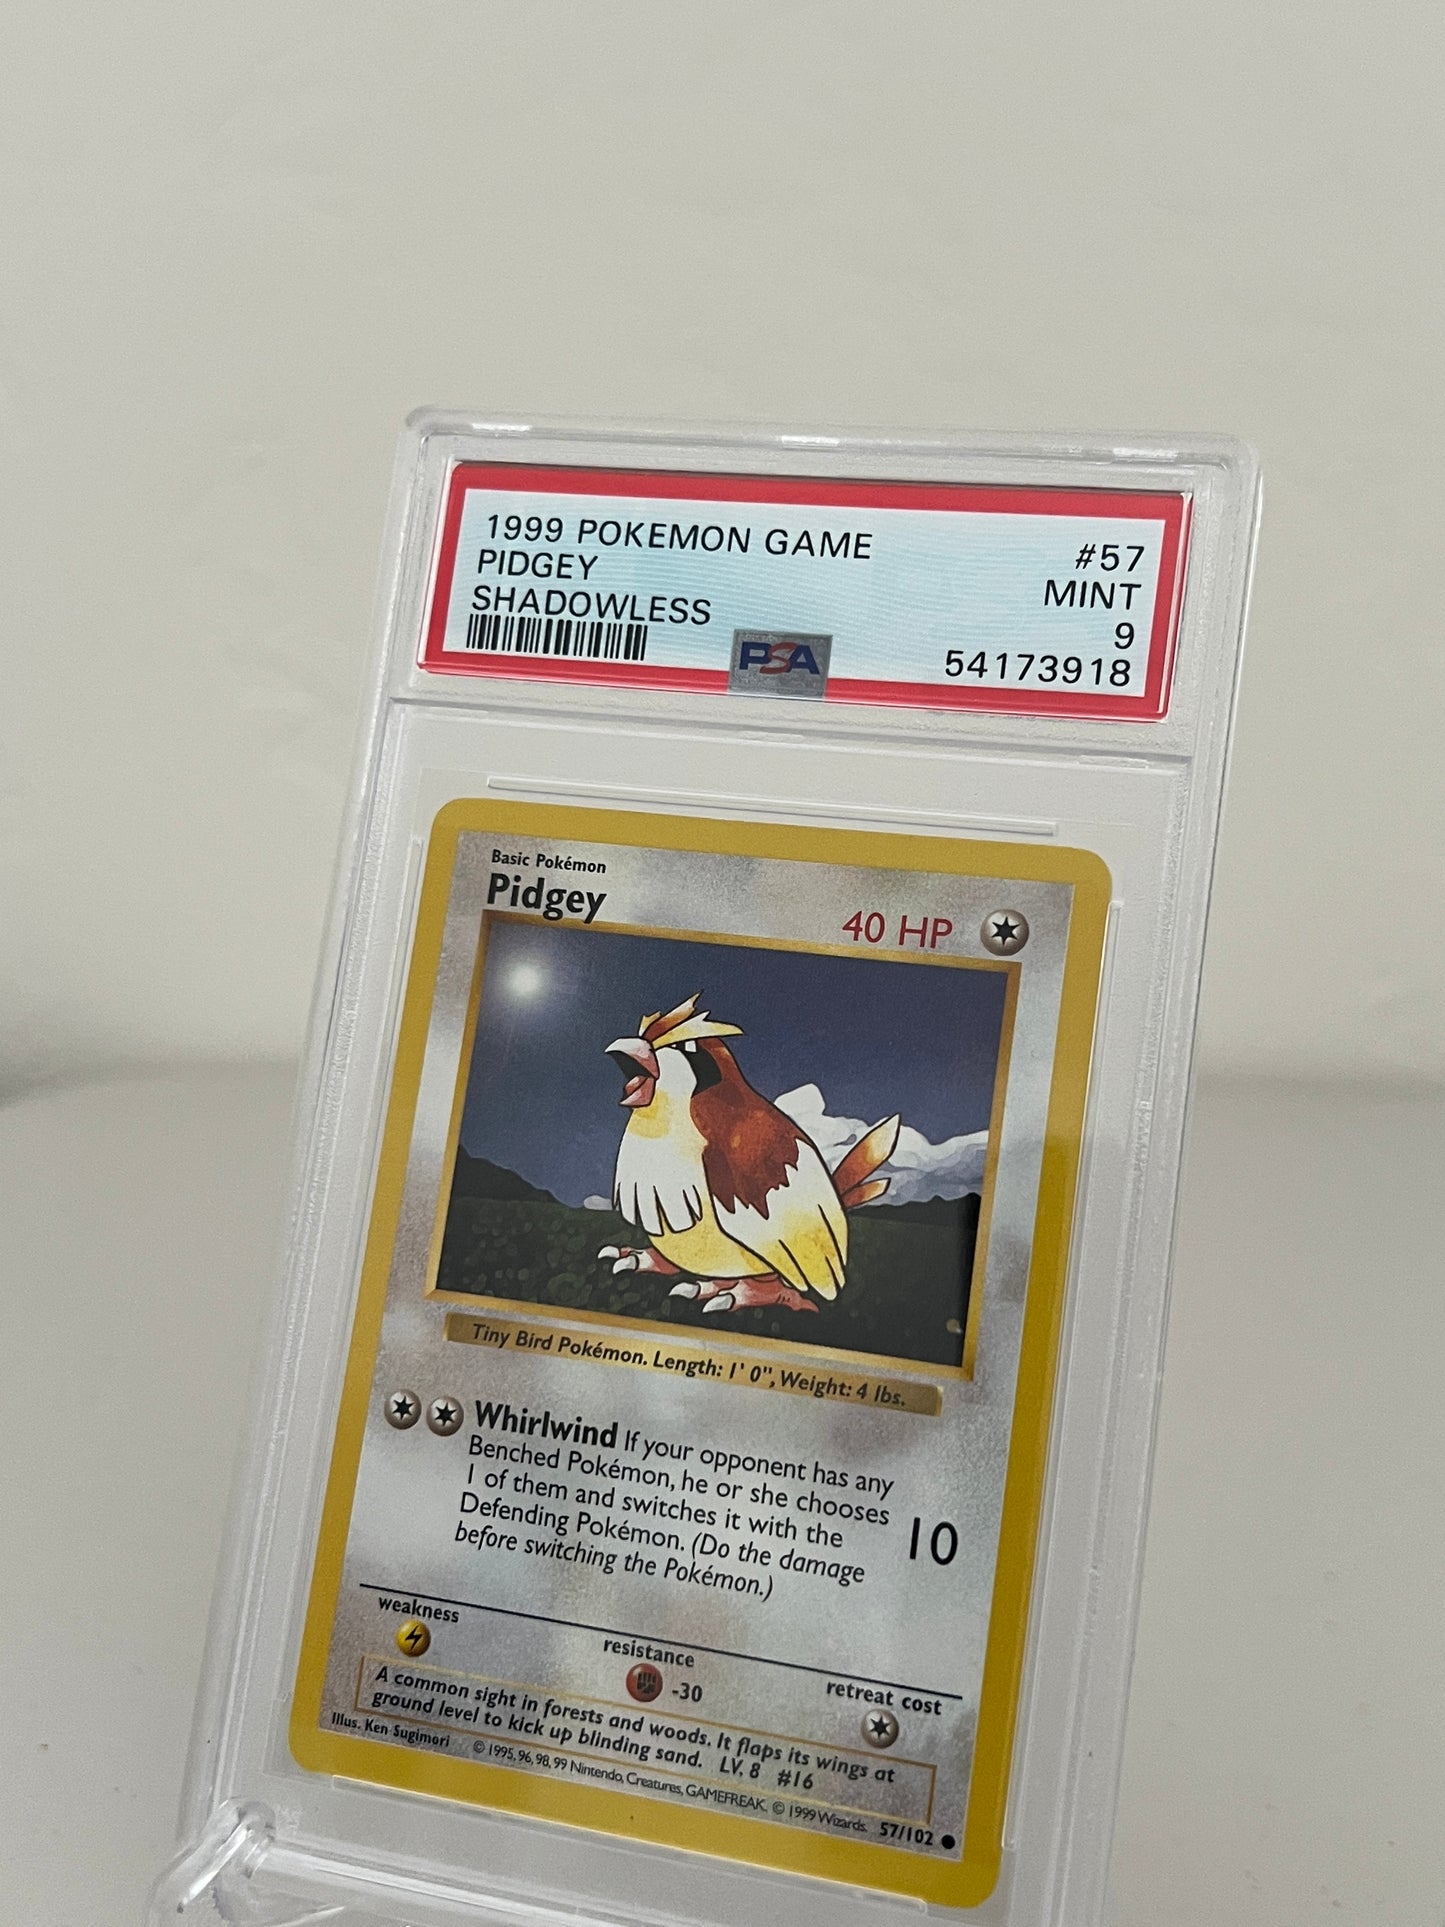 1999 POKEMON GAME #57
PIDGEY MINT
SHADOWLESS 9
PSA 54173918
Basic Pokémon
Pidgey 40 HP
Tiny Bird Pokémon. Length: 1' 0", Weight: 4 lbs.
Whirlwind If your opponent has any
Benched Pokémon, he or she chooses
1 of them and switches it with the
Defending Pokémon. (Do the damage
before switching the Pokémon.)
10
weakness
resistance
-30
retreat cost
A common sight in forests and woods. It flaps its wings at
ground level to kick up blinding sand. LV. 8 #16
Illus. Ken Sugimori © 1995, 96, 98, 99 Nintendo, Creatures, GAMEFREAK. © 1999 Wizards. 57/102